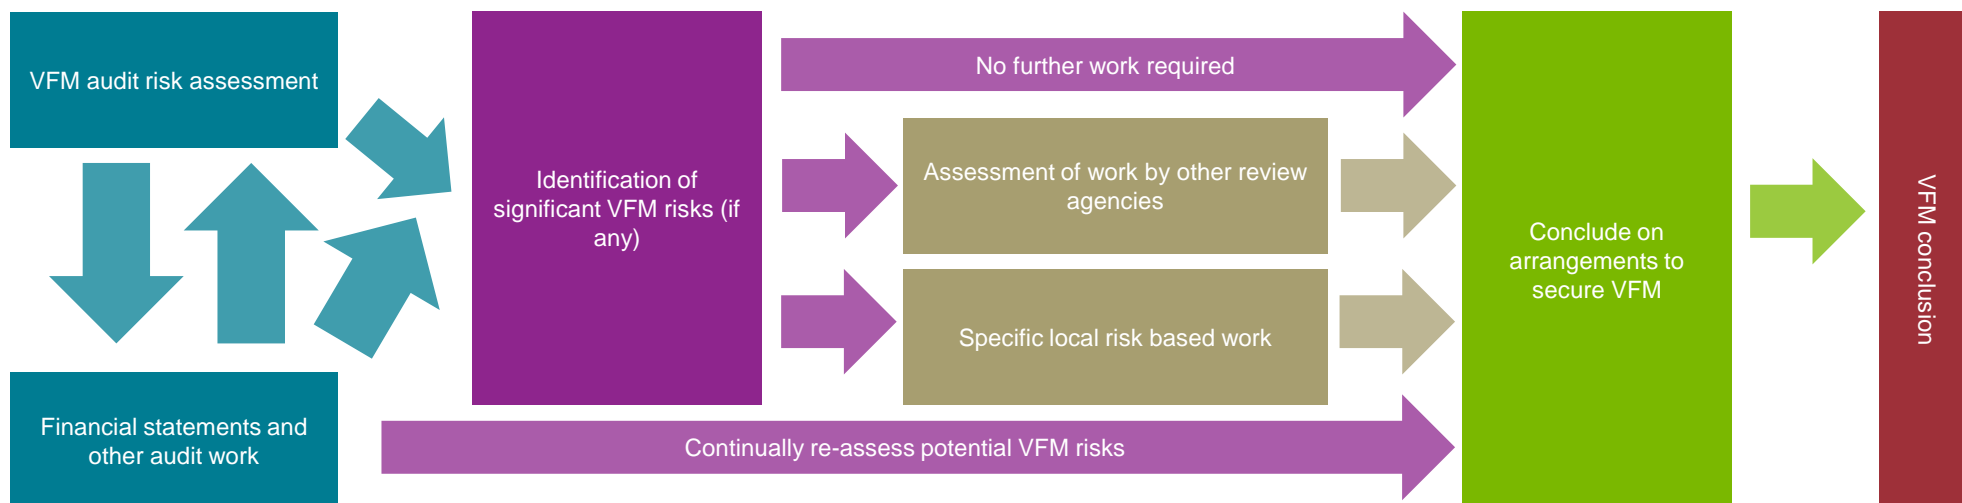 VFM audit risk assessment
Financial statements and
other audit work
Identification of
significant VFM risks (if
any)
No further work required
Assessment of work by other review
agencies
Specific local risk based work
Continually re-assess potential VFM risks
Conclude on
arrangements to
secure VFM
VFM conclusion